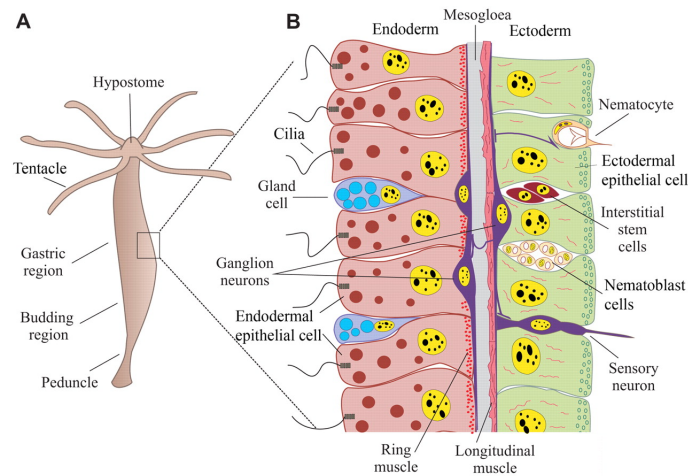 A
Hypostome
Tentacle
Gastric
region
Budding
region
Peduncle
B
Mesogloea
Endoderm
Ectoderm
Cilia
Gland
cell
Ganglion
neurons
Endodermal
epithelial cell
Nematocyte
Ectodermal
epithelial cell
Interstitial
stem
cells
Nematoblast
cells
Sensory
neuron
Ring
muscle
Longitudinal
muscle